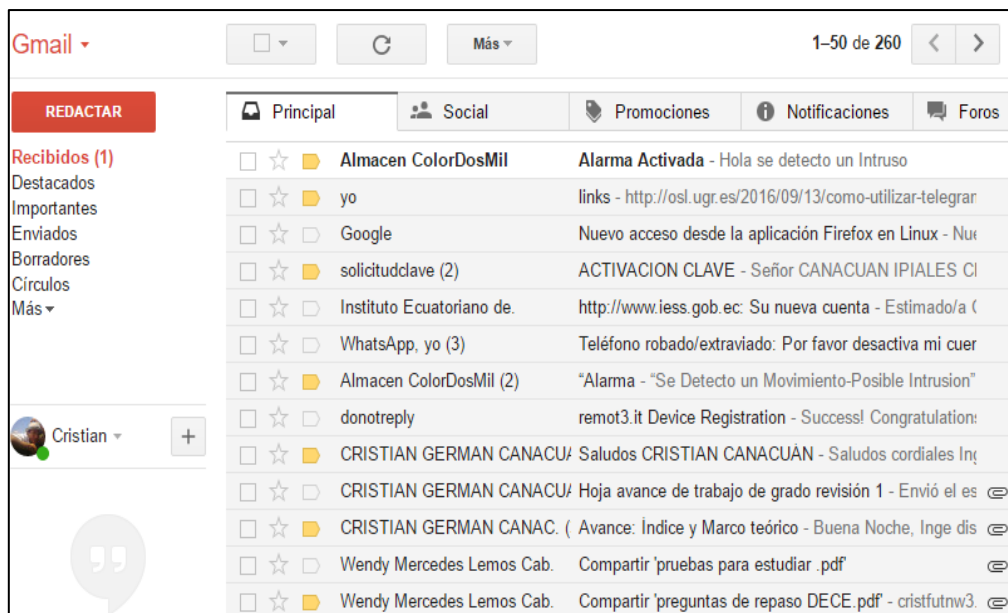 Gmail
Más
1–50 de 260
REDACTAR
Principal
Social
Promociones
Notificaciones
Foros
Recibidos (1)
Destacados
Importantes
Enviados
Borradores
Círculos
Más
Cristian
Almacen ColorDosMil Alarma Activada - Hola se detecto un Intruso
yo links - http://osl.ugr.es/2016/09/13/como-utilizar-telegran
Google Nuevo acceso desde la aplicación Firefox en Linux - Nue
solicitudclave (2) ACTIVACION CLAVE - Señor CANACUAN IPIALES CI
Instituto Ecuatoriano de. http://www.iess.gob.ec: Su nueva cuenta - Estimado/a C
WhatsApp, yo (3) Teléfono robado/extraviado: Por favor desactiva mi cuer
Almacen ColorDosMil (2) “Alarma - “Se Detecto un Movimiento-Posible Intrusion”
donotreply remot3.it Device Registration - Success! Congratulation:
CRISTIAN GERMAN CANACUA Saludos CRISTIAN CANACUÁN - Saludos cordiales Ing
CRISTIAN GERMAN CANACUA Hoja avance de trabajo de grado revisión 1 - Envió el es
CRISTIAN GERMAN CANAC. ( Avance: Índice y Marco teórico - Buena Noche, Inge dis
Wendy Mercedes Lemos Cab. Compartir 'pruebas para estudiar .pdf'
Wendy Mercedes Lemos Cab. Compartir 'preguntas de repaso DECE.pdf' - cristfutnw3.